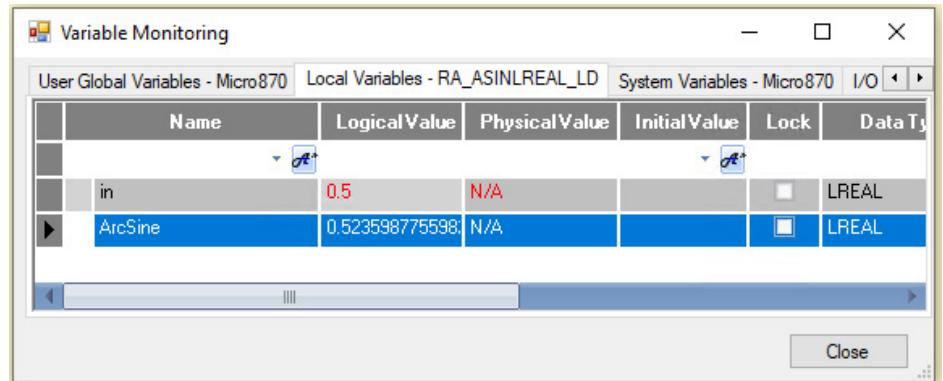 Variable Monitoring
User Global Variables - Micro870 Local Variables - RA_ASINLREAL_LD System Variables - Micro870 I/O
Name Logical Value Physical Value Initial Value Lock Data Ty
in 0.5 N/A LREAL
ArcSine 0.523598775598 N/A LREAL
Close